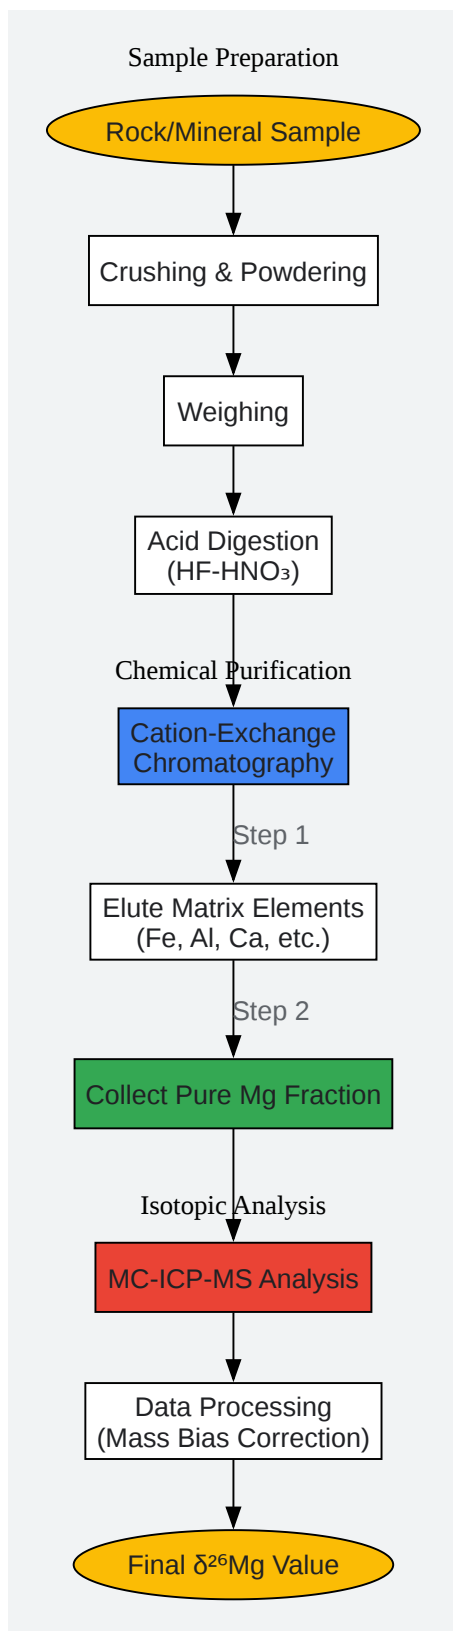 Sample Preparation
Rock/Mineral Sample
Crushing & Powdering
Weighing
Acid Digestion
(HF-HNO₃)
Chemical Purification
Cation-Exchange
Chromatography
Step 1
Elute Matrix Elements
(Fe, Al, Ca, etc.)
Step 2
Collect Pure Mg Fraction
Isotopic Analysis
MC-ICP-MS Analysis
Data Processing
(Mass Bias Correction)
Final δ²⁶Mg Value